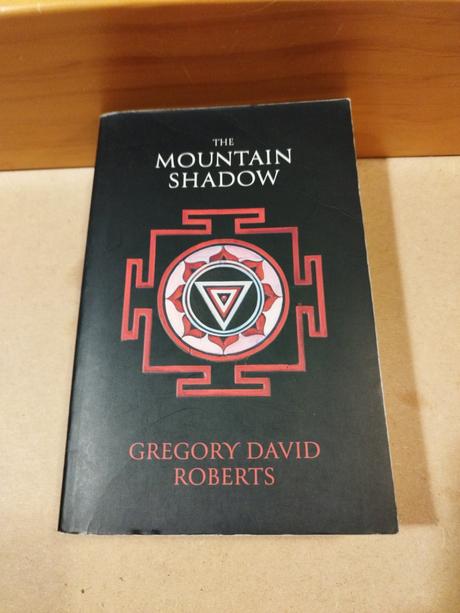 THE
MOUNTAIN
SHADOW
GREGORY DAVID
ROBERTS